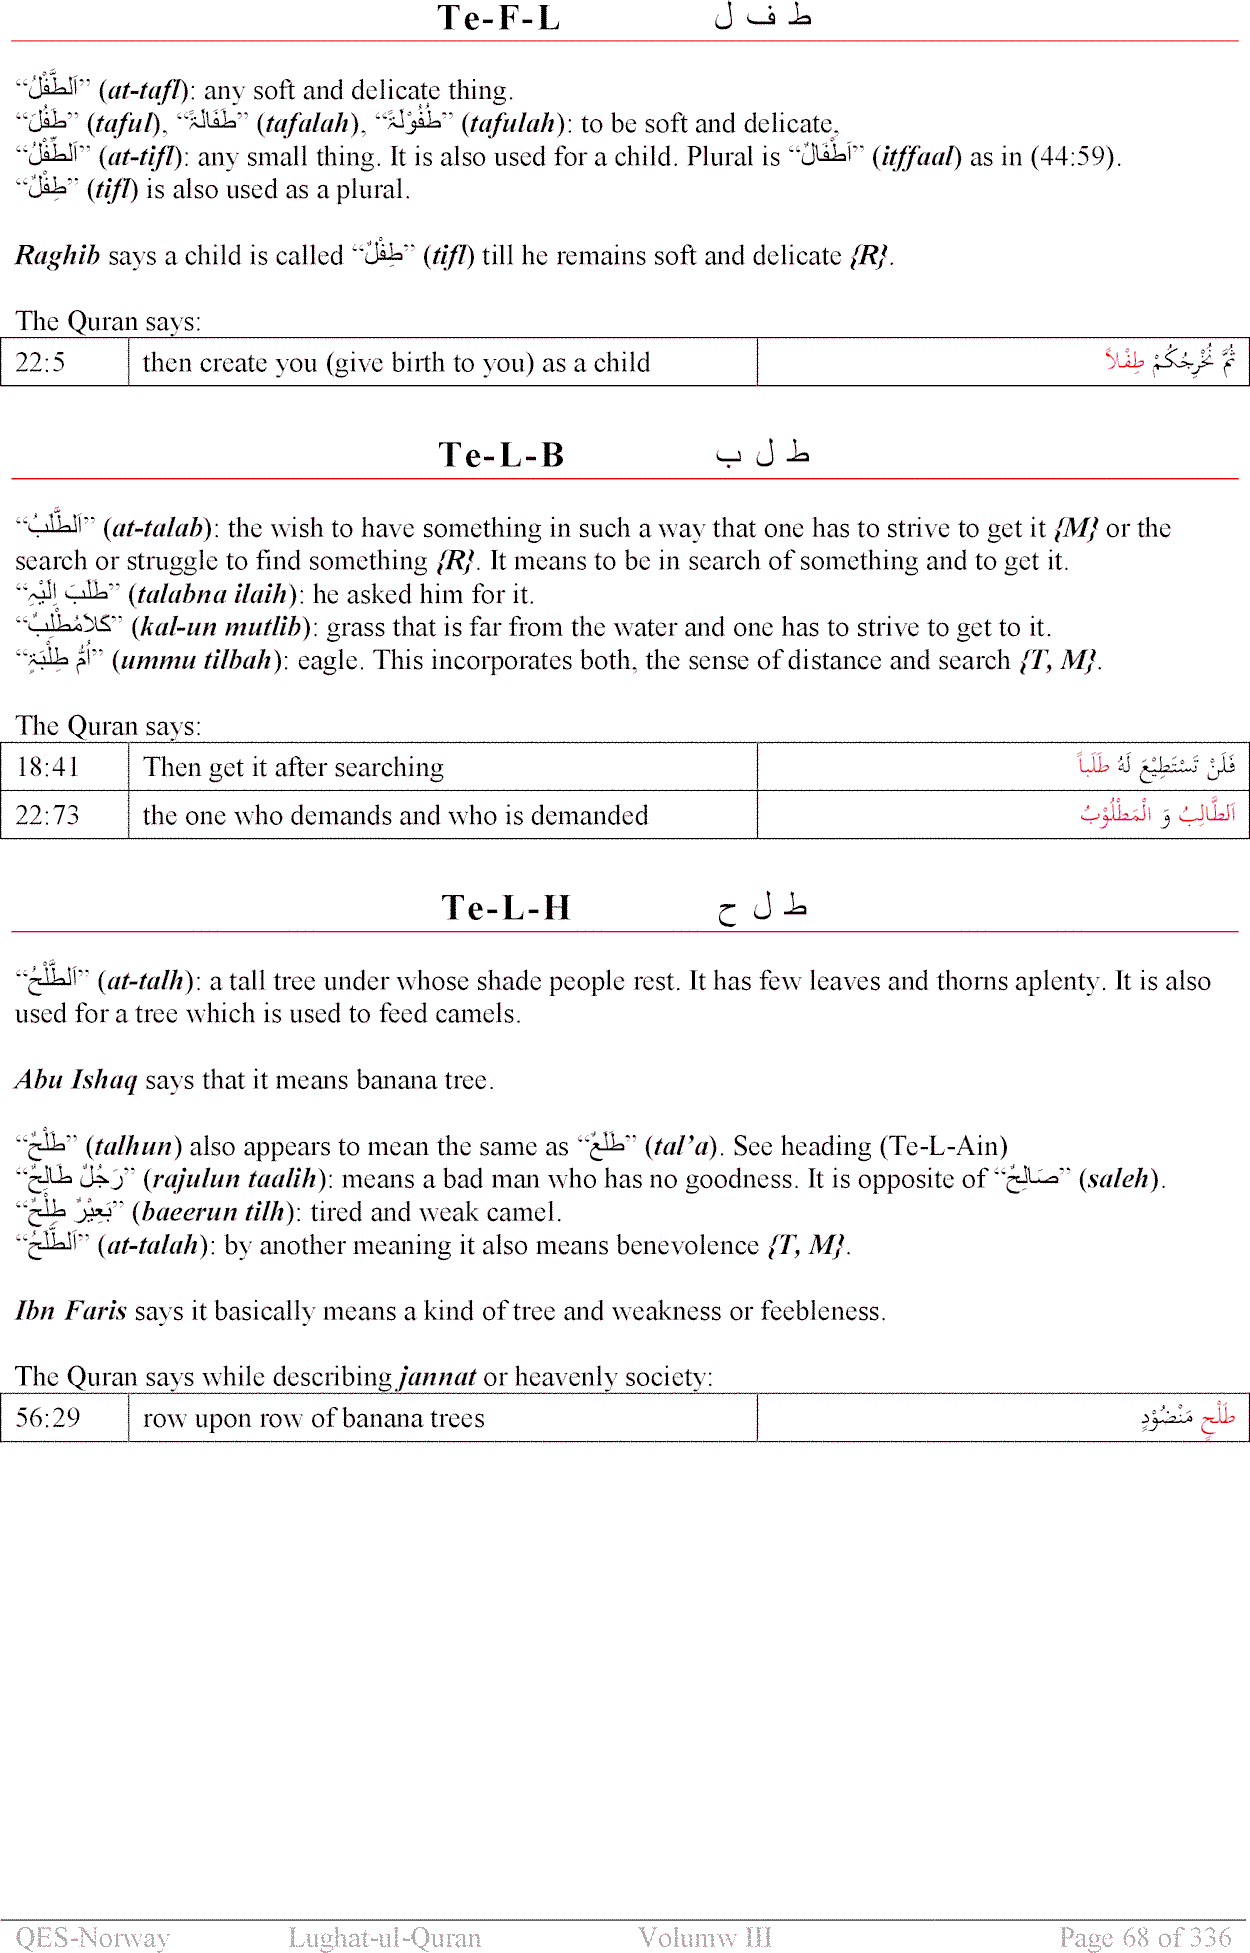 Te-F-L ط ف ل
“اَلطَّفْلُ” (at-tafl): any soft and delicate thing.
“طَفُلَ” (taful), “طَفَالَۃً” (tafalah), “طُفُوْلَۃً” (tafulah): to be soft and delicate,
“اَلطِّفْلُ” (at-tifl): any small thing. It is also used for a child. Plural is “اَطْفَالٌ” (itffaal) as in (44:59).
“طِفْلٌ” (tifl) is also used as a plural.
Raghib says a child is called “طِفْلٌ” (tifl) till he remains soft and delicate {R}.
The Quran says:
22:5 then create you (give birth to you) as a child ثُمَّ نُخْرِجُكُمْ طِفْلاً
Te-L-B ط ل ب
“اَلطَّلَبُ” (at-talab): the wish to have something in such a way that one has to strive to get it {M} or the
search or struggle to find something {R}. It means to be in search of something and to get it.
“طَلَبَ اِلَيْہِ” (talabna ilaih): he asked him for it.
“كَلَامُطْلِبٌ” (kal-un mutlib): grass that is far from the water and one has to strive to get to it.
“اُمُّ طِلْبَۃٍ” (ummu tilbah): eagle. This incorporates both, the sense of distance and search {T, M}.
The Quran says:
18:41 Then get it after searching فَلَنْ تَسْتَطِيْعَ لَهُ طَلَباً
22:73 the one who demands and who is demanded اَلطَّالِبُ وَ الْمَطْلُوْبُ
Te-L-H ط ل ح
“اَلطَّلْحُ” (at-talh): a tall tree under whose shade people rest. It has few leaves and thorns aplenty. It is also
used for a tree which is used to feed camels.
Abu Ishaq says that it means banana tree.
“طَلْحٌ” (talhun) also appears to mean the same as “طَلْعٌ” (tal’a). See heading (Te-L-Ain)
“رَجُلٌ طَالِحٌ” (rajulun taalih): means a bad man who has no goodness. It is opposite of “صَالِحٌ” (saleh).
“بَعِيْرٌ طِلْحٌ” (baeerun tilh): tired and weak camel.
“اَلطَّلَحُ” (at-talah): by another meaning it also means benevolence {T, M}.
Ibn Faris says it basically means a kind of tree and weakness or feebleness.
The Quran says while describing jannat or heavenly society:
56:29 row upon row of banana trees طَلْحٍ مَنْضُوْدٍ
QES-Norway Lughat-ul-Quran Volumw III Page 68 of 336